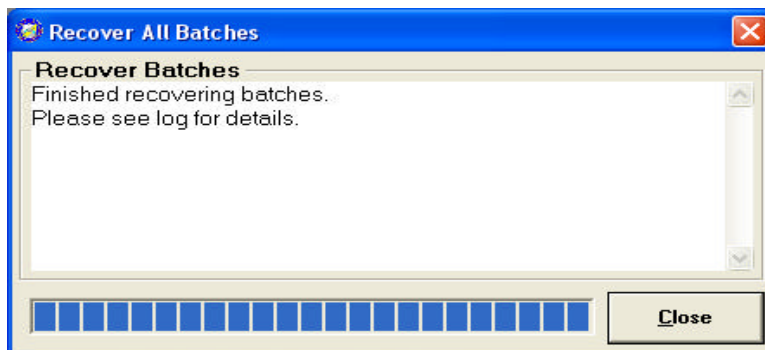 Recover All Batches
Recover Batches
Finished recovering batches.
Please see log for details.
Close